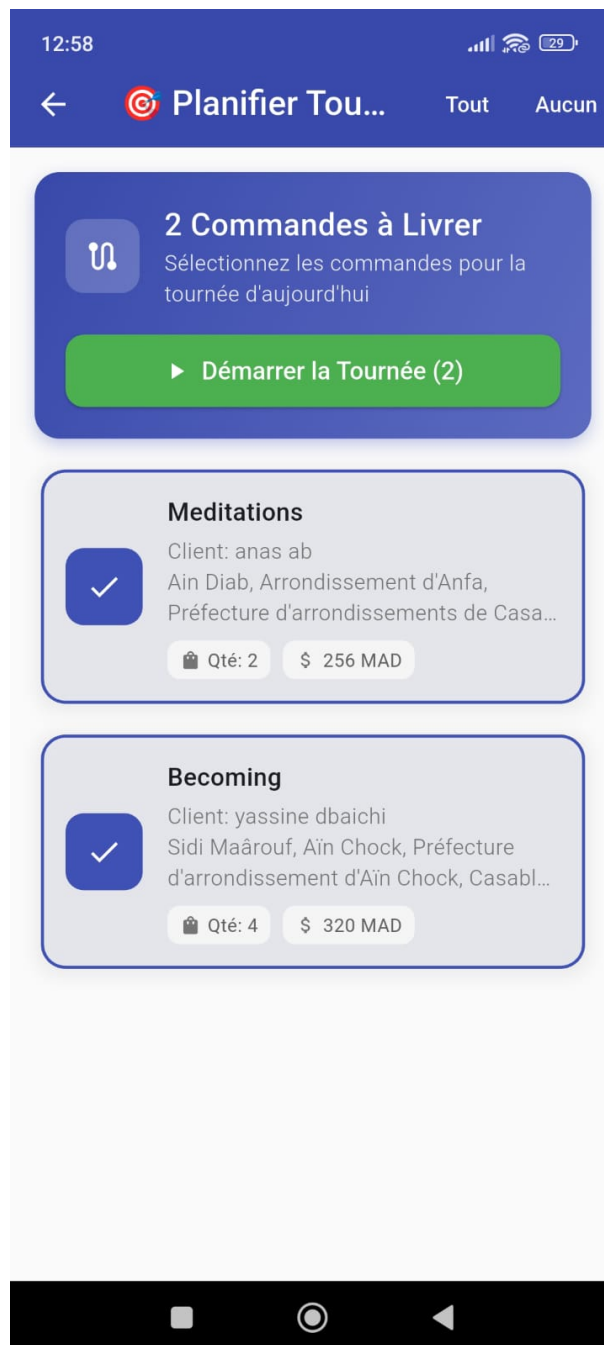 12:58
29
Planifier Tou...
Tout
Aucun
2 Commandes à Livrer
Sélectionnez les commandes pour la
tournée d'aujourd'hui
Démarrer la Tournée (2)
Meditations
Client: anas ab
Ain Diab, Arrondissement d'Anfa,
Préfecture d'arrondissements de Casa...
Qté: 2
$ 256 MAD
Becoming
Client: yassine dbaichi
Sidi Maârouf, Aïn Chock, Préfecture
d'arrondissement d'Aïn Chock, Casabl...
Qté: 4
$ 320 MAD